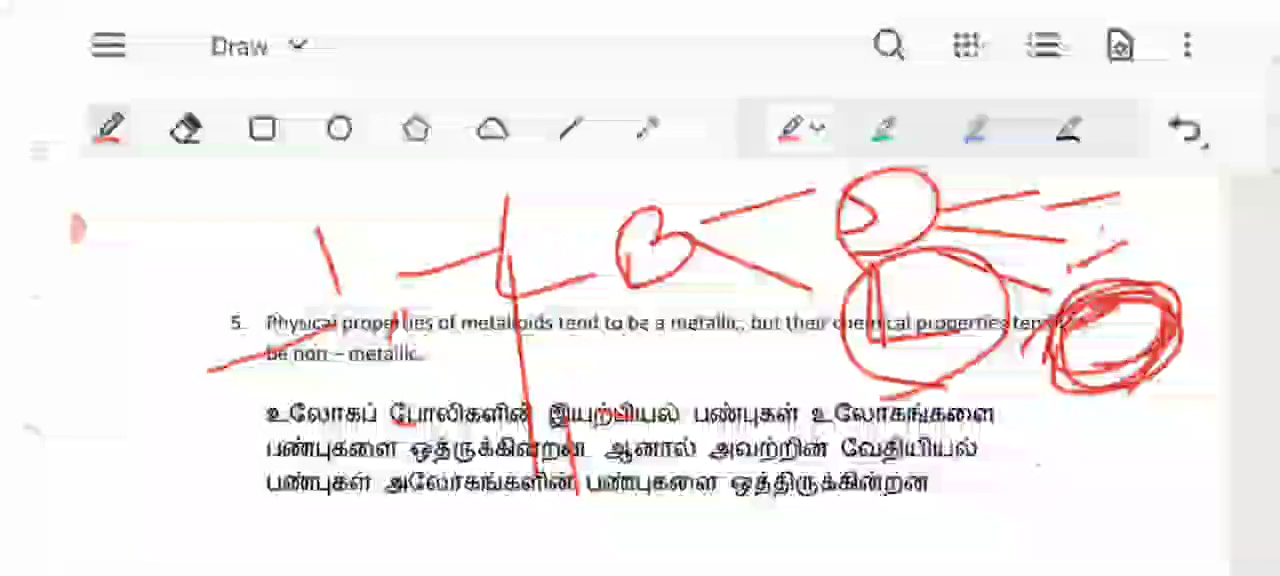 Draw
5. Physical properties of metalloids tend to be a metallic, but their chemical properties tend
be non – metallic.
உலோகப் போலிகளின் இயற்பியல் பண்புகள் உலோகங்களை
பண்புகளை ஒத்ருக்கின்றன. ஆனால் அவற்றின் வேதியியல்
பண்புகள் அலோகங்களின் பண்புகளை ஒத்திருக்கின்றன